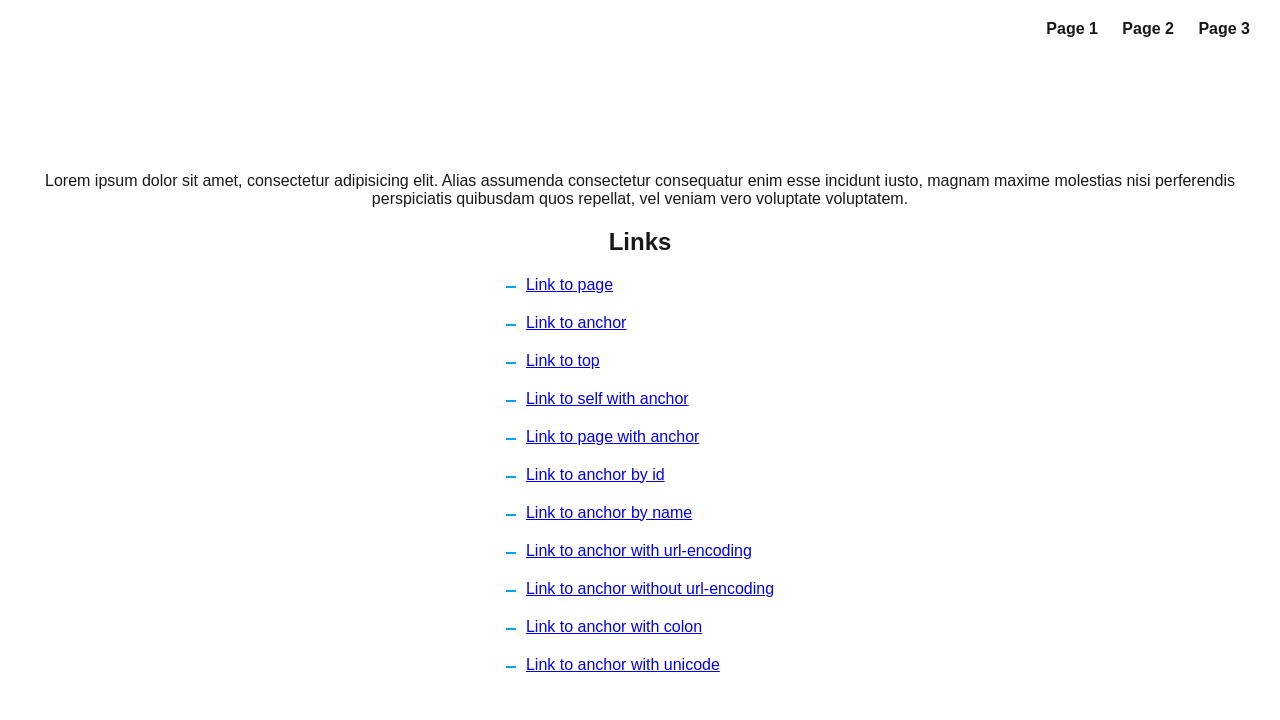 Page 1 Page 2 Page 3
Lorem ipsum dolor sit amet, consectetur adipisicing elit. Alias assumenda consectetur consequatur enim esse incidunt iusto, magnam maxime molestias nisi perferendis
perspiciatis quibusdam quos repellat, vel veniam vero voluptate voluptatem.
Links
Link to page
Link to anchor
Link to top
Link to self with anchor
Link to page with anchor
Link to anchor by id
Link to anchor by name
Link to anchor with url-encoding
Link to anchor without url-encoding
Link to anchor with colon
Link to anchor with unicode